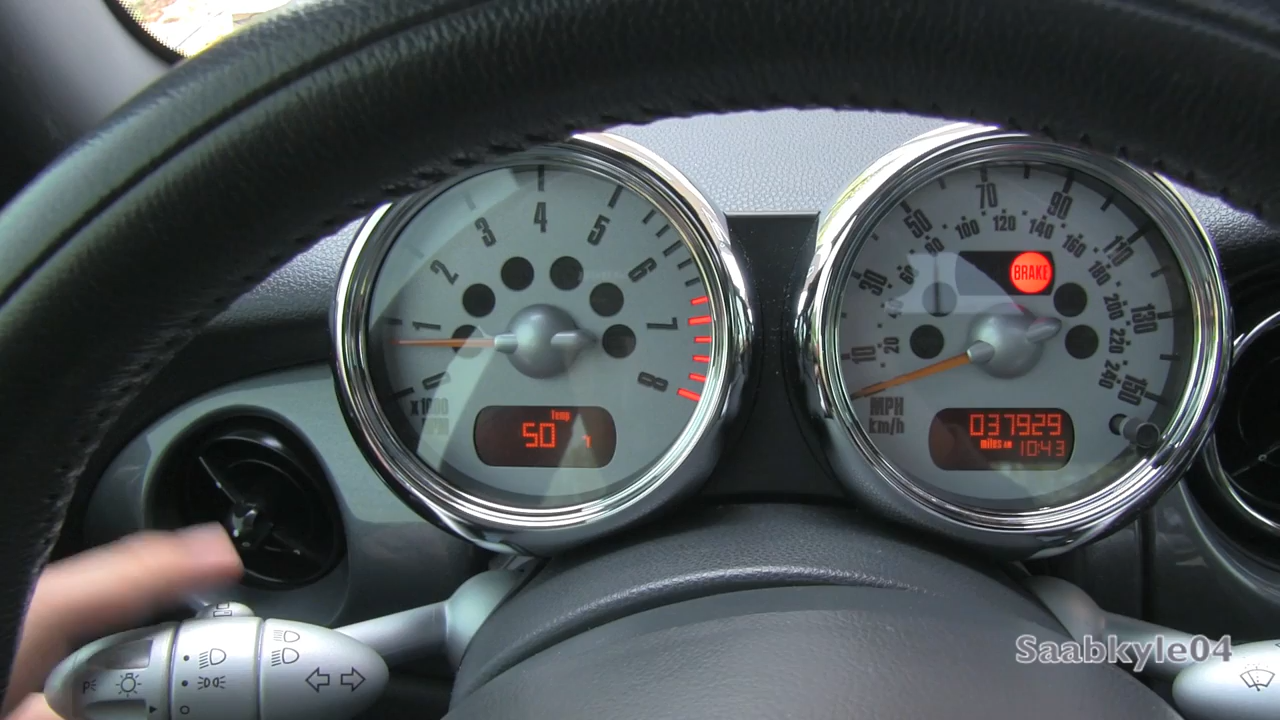 0 1 2 3 4 5 6 7 8
x1000
Temp
50
10 30 50 70 90 110 130 150
20 40 60 80 100 120 140 160 180 200 220 240
BRAKE
MPH
km/h
037929
miles
10:43
Saabkyle04